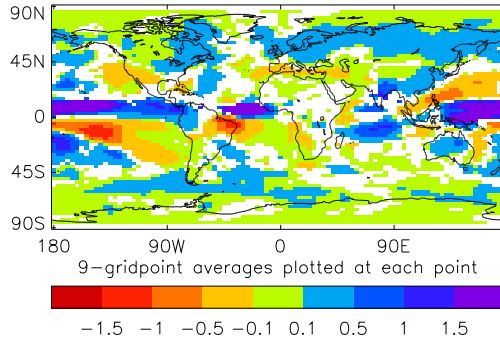 90N
45N
0
45S
90S
180 90W 0 90E
9-gridpoint averages plotted at each point
-1.5 -1 -0.5 -0.1 0.1 0.5 1 1.5